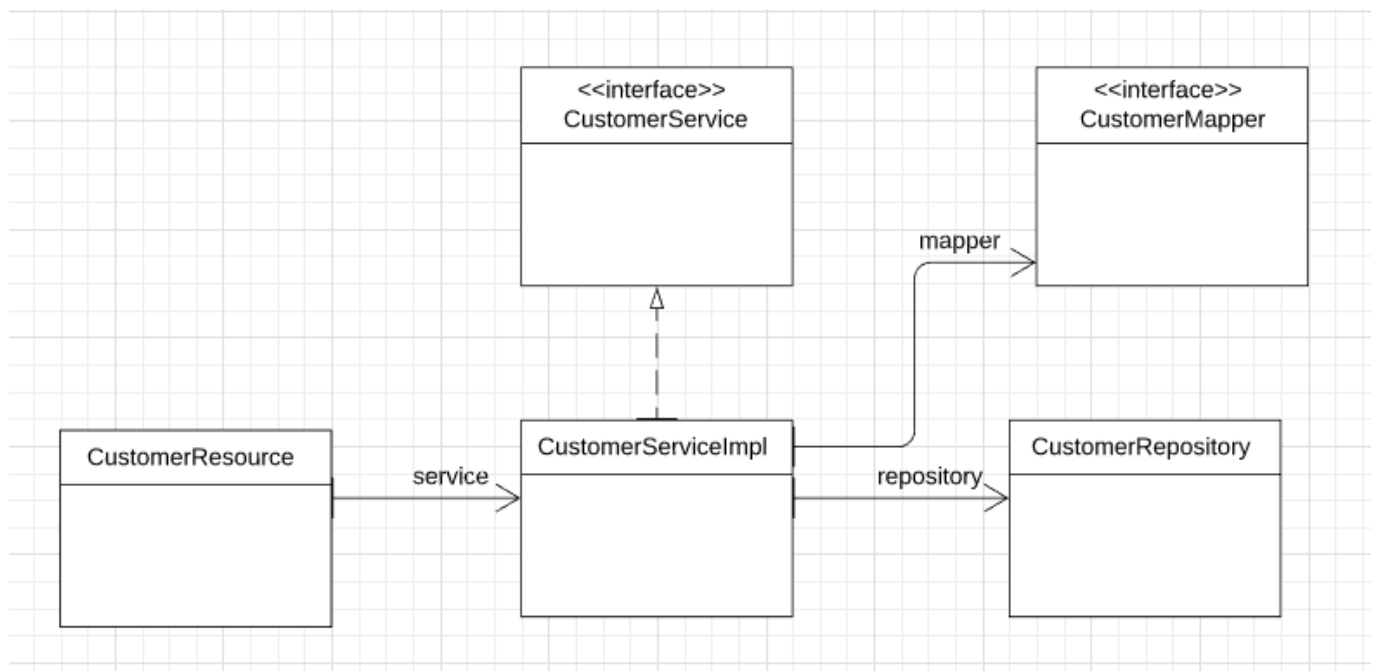 <<interface>>
CustomerService
<<interface>>
CustomerMapper
mapper
CustomerResource
service
CustomerServiceImpl
repository
CustomerRepository